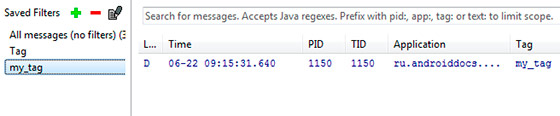 Saved Filters
All messages (no filters) (3
Tag
my_tag
Search for messages. Accepts Java regexes. Prefix with pid:, app:, tag: or text: to limit scope.
L... Time PID TID Application Tag
D 06-22 09:15:31.640 1150 1150 ru.androiddocs.... my_tag